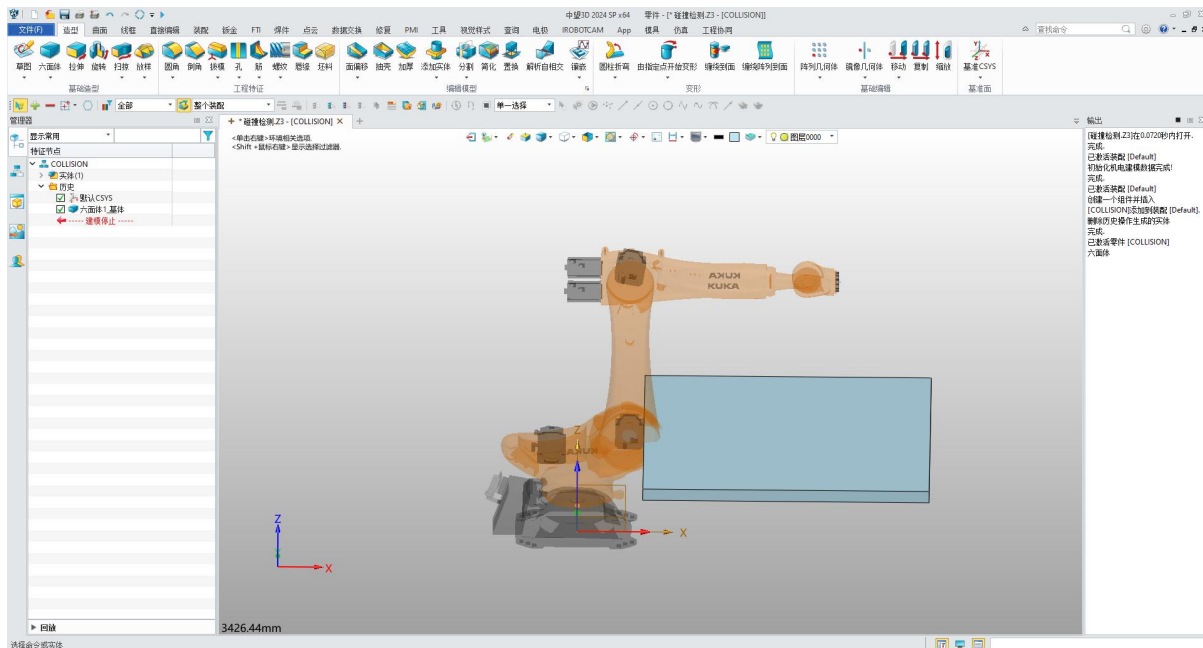 中望3D 2024 SP x64 零件 - [* 碰撞检测.Z3 - [COLLISION]]
文件(F) 造型 曲面 线框 直接编辑 装配 钣金 FTI 焊件 点云 数据交换 修复 PMI 工具 视觉样式 查询 电极 IROBOTCAM App 模具 仿真 工程协同 查找命令
草图 六面体 拉伸 旋转 扫掠 放样 圆角 倒角 拔模 孔 筋 螺纹 唇缘 坯料 面偏移 抽壳 加厚 添加实体 分割 简化 置换 解析自相交 镶嵌 圆柱折弯 由指定点开始变形 缠绕到面 缠绕阵列到面 阵列几何体 镜像几何体 移动 复制 缩放 基准CSYS
基础造型 工程特征 编辑模型 变形 基础编辑 基准面
全部 整个装配 单一选择
管理器
显示常用
特征节点
COLLISION
实体(1)
历史
默认CSYS
六面体1_基体
----- 建模停止 -----
回放
* 碰撞检测.Z3 - [COLLISION]
<单击右键>环境相关选项.
<Shift +鼠标右键>显示选择过滤器.
图层0000
KUKA
KUKA
KUKA
Z
X
Z
Y
X
3426.44mm
输出
[碰撞检测.Z3]在0.0720秒内打开.
完成.
已激活装配 [Default]
初始化机电建模数据完成!
完成.
已激活装配 [Default]
创建一个组件并插入
[COLLISION]添加到装配 [Default].
删除历史操作生成的实体
完成.
已激活零件 [COLLISION]
六面体
选择命令或实体